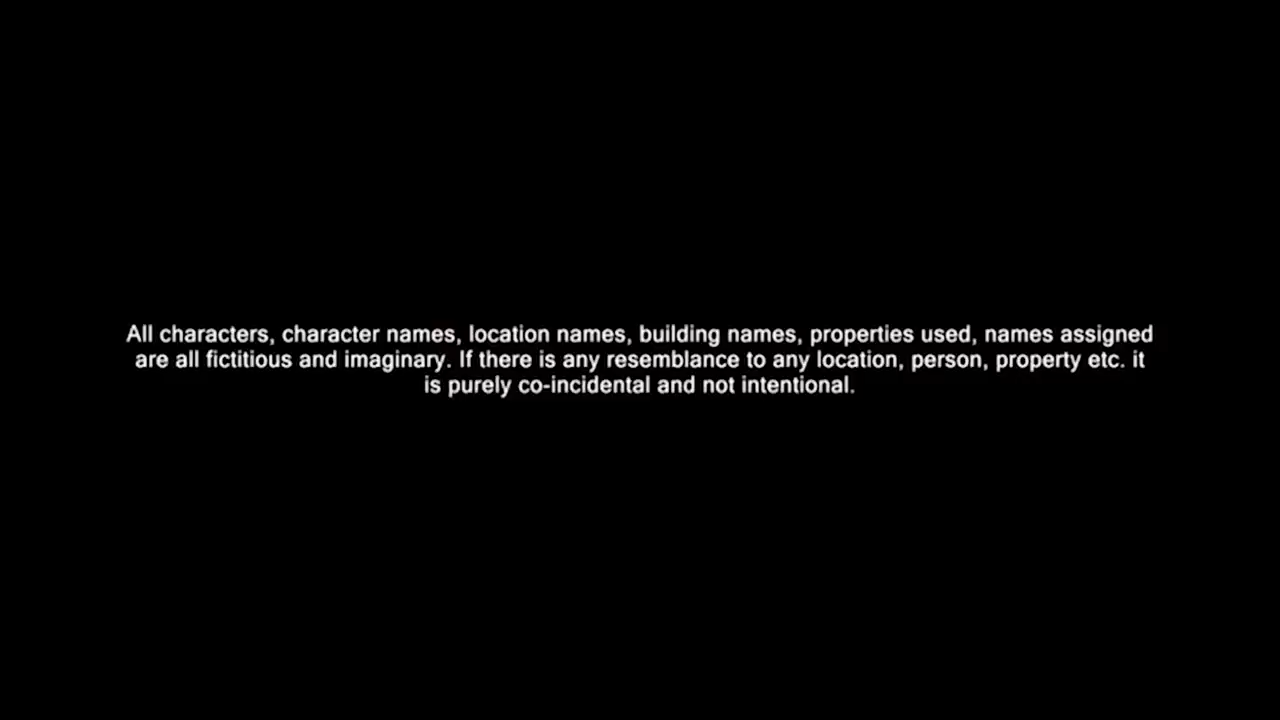 All characters, character names, location names, building names, properties used, names assigned
are all fictitious and imaginary. If there is any resemblance to any location, person, property etc. it
is purely co-incidental and not intentional.